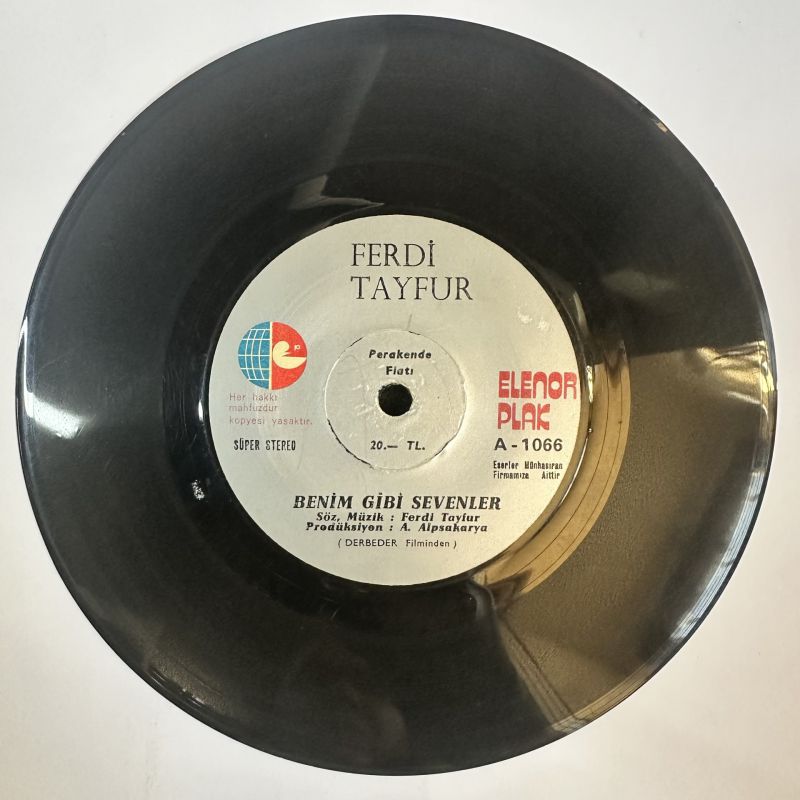 FERDİ
TAYFUR
Perakende
Fiatı
20.— TL.
Her hakkı
mahfuzdur
kopyesi yasaktır.
SÜPER STEREO
ELENOR
PLAK
A - 1066
Eserler Münhasıran
Firmamıza Aittir
BENİM GİBİ SEVENLER
Söz, Müzik : Ferdi Tayfur
Prodüksiyon : A. Alpsakarya
( DERBEDER Filminden )